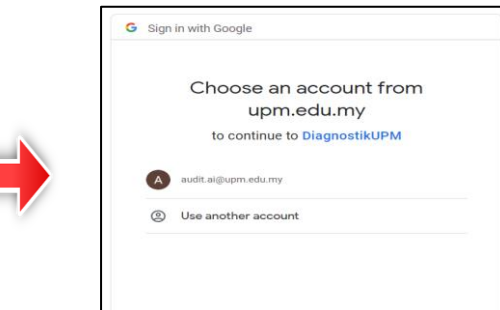 Sign in with Google
Choose an account from
upm.edu.my
to continue to DiagnostikUPM
A audit.ai@upm.edu.my
Use another account